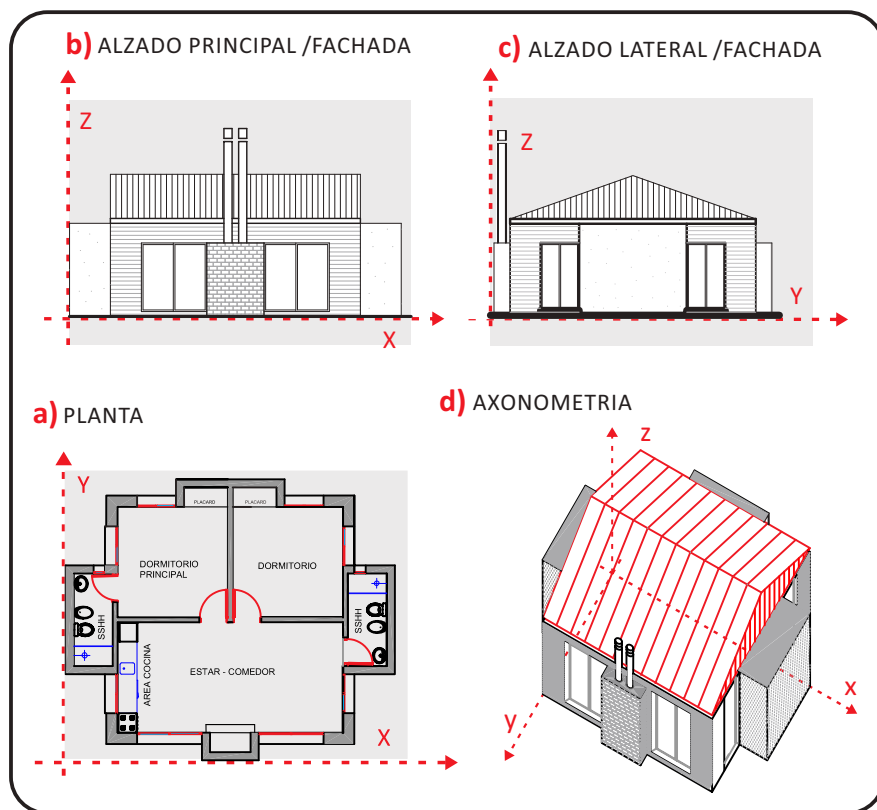 b) ALZADO PRINCIPAL /FACHADA
Z
X
c) ALZADO LATERAL /FACHADA
Z
Y
a) PLANTA
Y
PLACARD
PLACARD
DORMITORIO
PRINCIPAL
DORMITORIO
SSHH
SSHH
AREA COCINA
ESTAR - COMEDOR
X
d) AXONOMETRIA
z
x
y